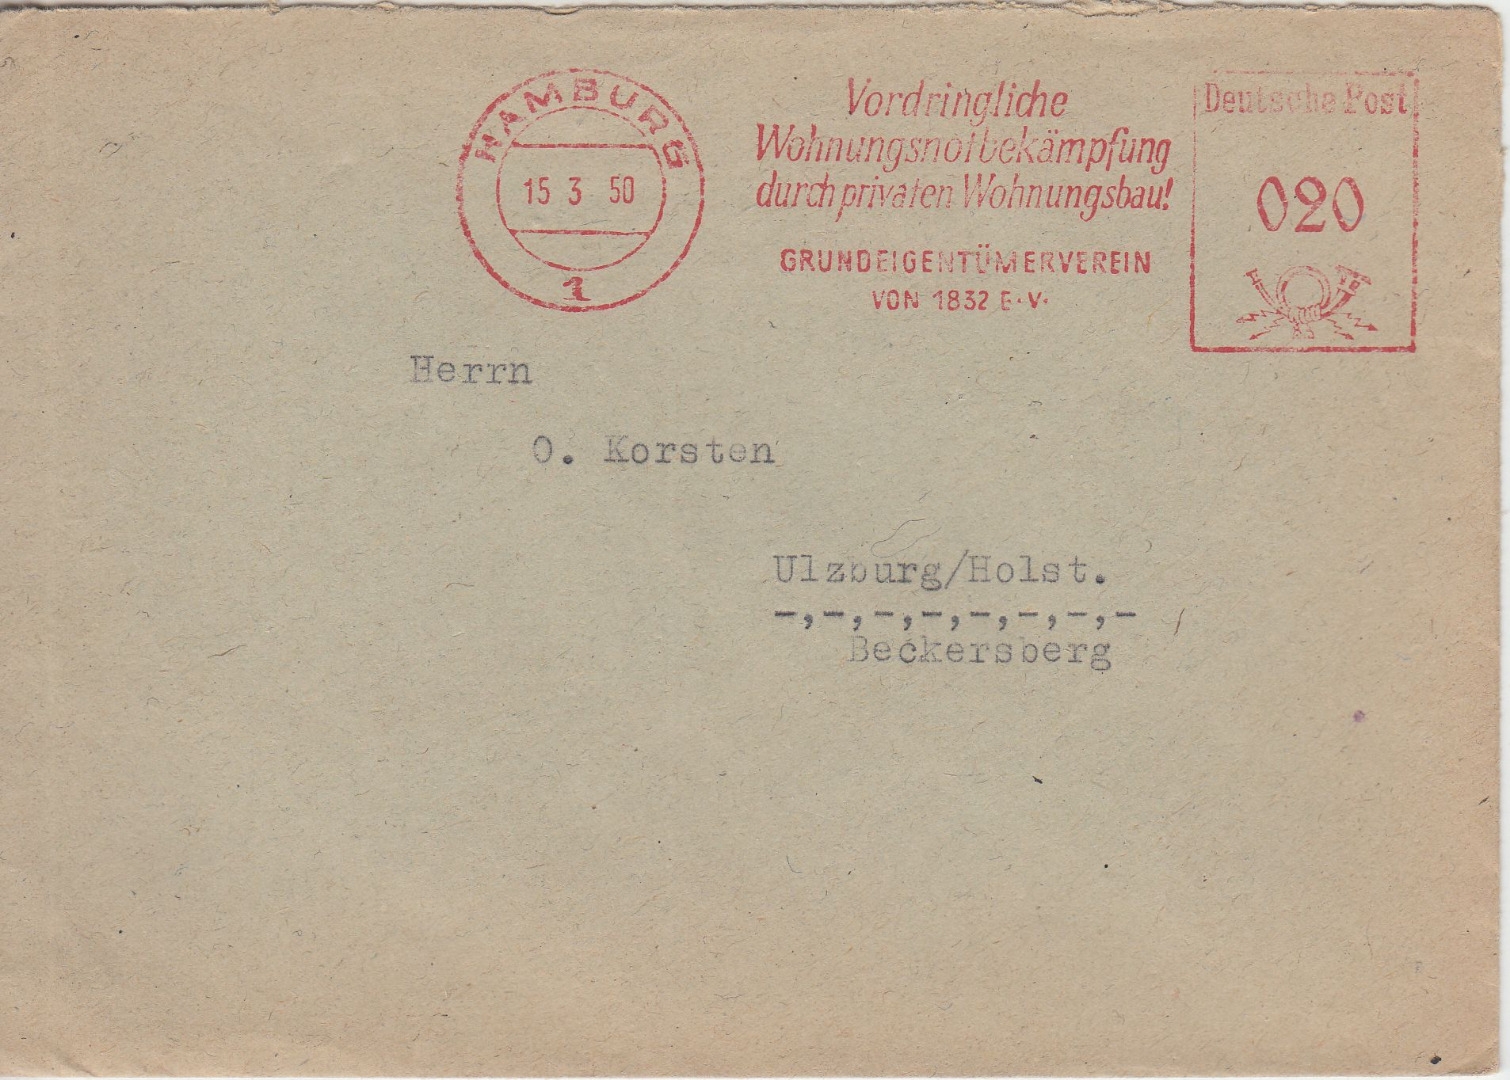 HAMBURG
15 3 50
1
Vordringliche
Wohnungsnotbekämpfung
durch privaten Wohnungsbau!
GRUNDEIGENTÜMERVEREIN
VON 1832 E.V.
Deutsche Post
020
Herrn
O. Korsten
Ulzburg/Holst.
-,-,-,-,-,-,-,-
Beckersberg